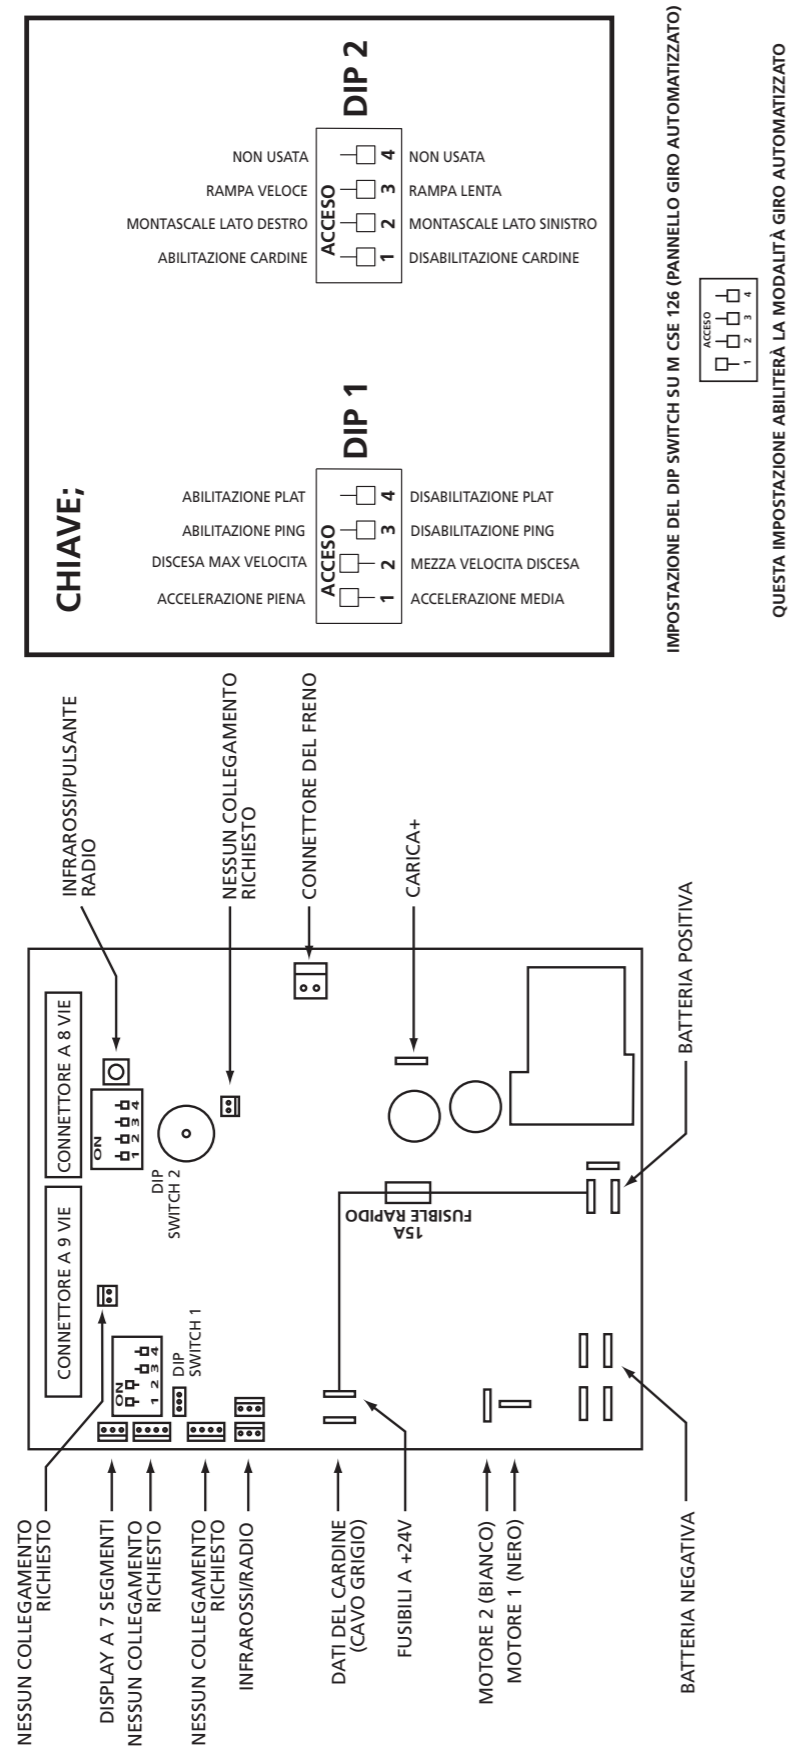 CHIAVE;
DIP 1
ACCESO
1 2 3 4
ACCELERAZIONE PIENA
DISCESA MAX VELOCITA
ABILITAZIONE PING
ABILITAZIONE PLAT
ACCELERAZIONE MEDIA
MEZZA VELOCITA DISCESA
DISABILITAZIONE PING
DISABILITAZIONE PLAT
DIP 2
ACCESO
1 2 3 4
ABILITAZIONE CARDINE
MONTASCALE LATO DESTRO
RAMPA VELOCE
NON USATA
DISABILITAZIONE CARDINE
MONTASCALE LATO SINISTRO
RAMPA LENTA
NON USATA
IMPOSTAZIONE DEL DIP SWITCH SU M CSE 126 (PANNELLO GIRO AUTOMATIZZATO)
ACCESO
1 2 3 4
QUESTA IMPOSTAZIONE ABILITERÀ LA MODALITÀ GIRO AUTOMATIZZATO
NESSUN COLLEGAMENTO
RICHIESTO
DISPLAY A 7 SEGMENTI
NESSUN COLLEGAMENTO
RICHIESTO
NESSUN COLLEGAMENTO
RICHIESTO
INFRAROSSI/RADIO
DATI DEL CARDINE
(CAVO GRIGIO)
FUSIBILI A +24V
MOTORE 2 (BIANCO)
MOTORE 1 (NERO)
BATTERIA NEGATIVA
CONNETTORE A 9 VIE
CONNETTORE A 8 VIE
ON
1 2 3 4
DIP
SWITCH 1
ON
1 2 3 4
DIP
SWITCH 2
15A
FUSIBLE RAPIDO
INFRAROSSI/PULSANTE
RADIO
NESSUN COLLEGAMENTO
RICHIESTO
CONNETTORE DEL FRENO
CARICA+
BATTERIA POSITIVA